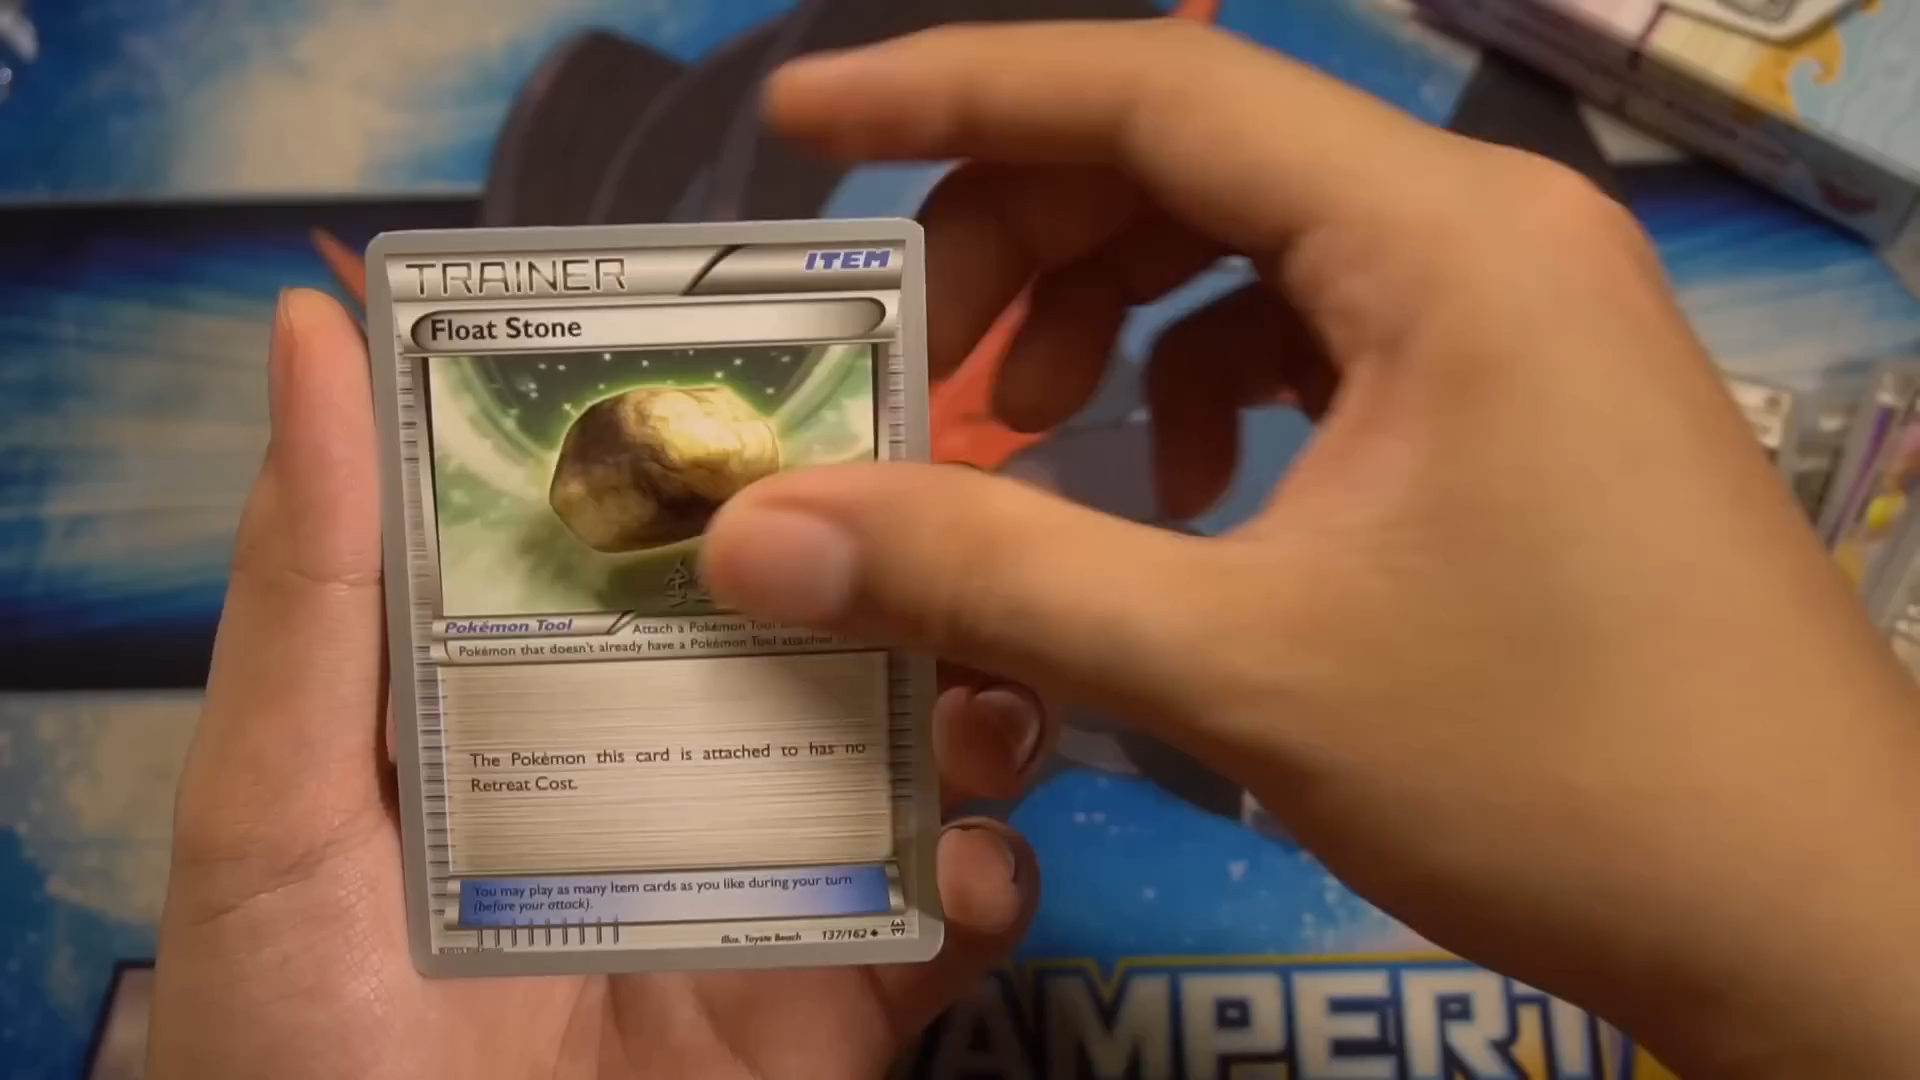 TRAINER
ITEM
Float Stone
Pokémon Tool
Attach a Pokémon Tool
Pokémon that doesn't already have a Pokémon Tool attached
The Pokémon this card is attached to has no
Retreat Cost.
You may play as many Item cards as you like during your turn
(before your attack).
Illus. Toyste Beach
137/162
AMPERT